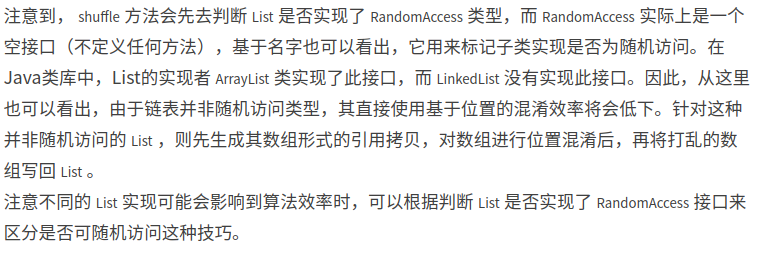 注意到， shuffle 方法会先去判断 List 是否实现了 RandomAccess 类型，而 RandomAccess 实际上是一个
空接口（不定义任何方法），基于名字也可以看出，它用来标记子类实现是否为随机访问。在
Java类库中，List的实现者 ArrayList 类实现了此接口，而 LinkedList 没有实现此接口。因此，从这里
也可以看出，由于链表并非随机访问类型，其直接使用基于位置的混淆效率将会低下。针对这种
并非随机访问的 List ，则先生成其数组形式的引用拷贝，对数组进行位置混淆后，再将打乱的数
组写回 List 。
注意不同的 List 实现可能会影响到算法效率时，可以根据判断 List 是否实现了 RandomAccess 接口来
区分是否可随机访问这种技巧。